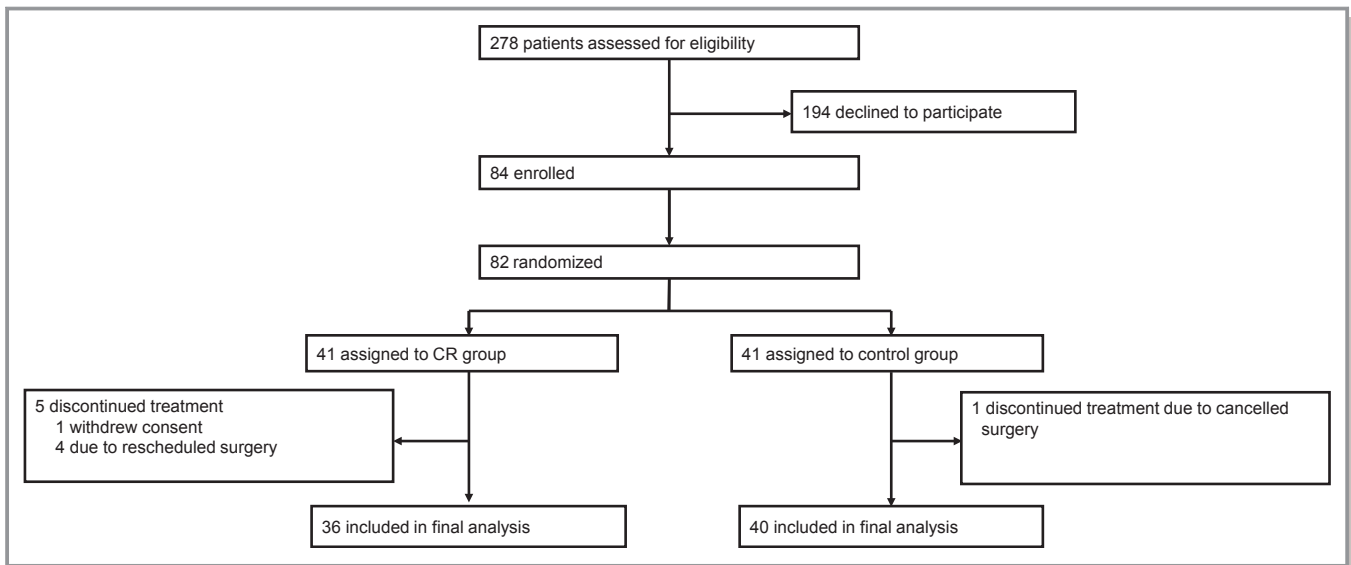 278 patients assessed for eligibility
194 declined to participate
84 enrolled
82 randomized
41 assigned to CR group
41 assigned to control group
5 discontinued treatment
1 withdrew consent
4 due to rescheduled surgery
1 discontinued treatment due to cancelled
surgery
36 included in final analysis
40 included in final analysis